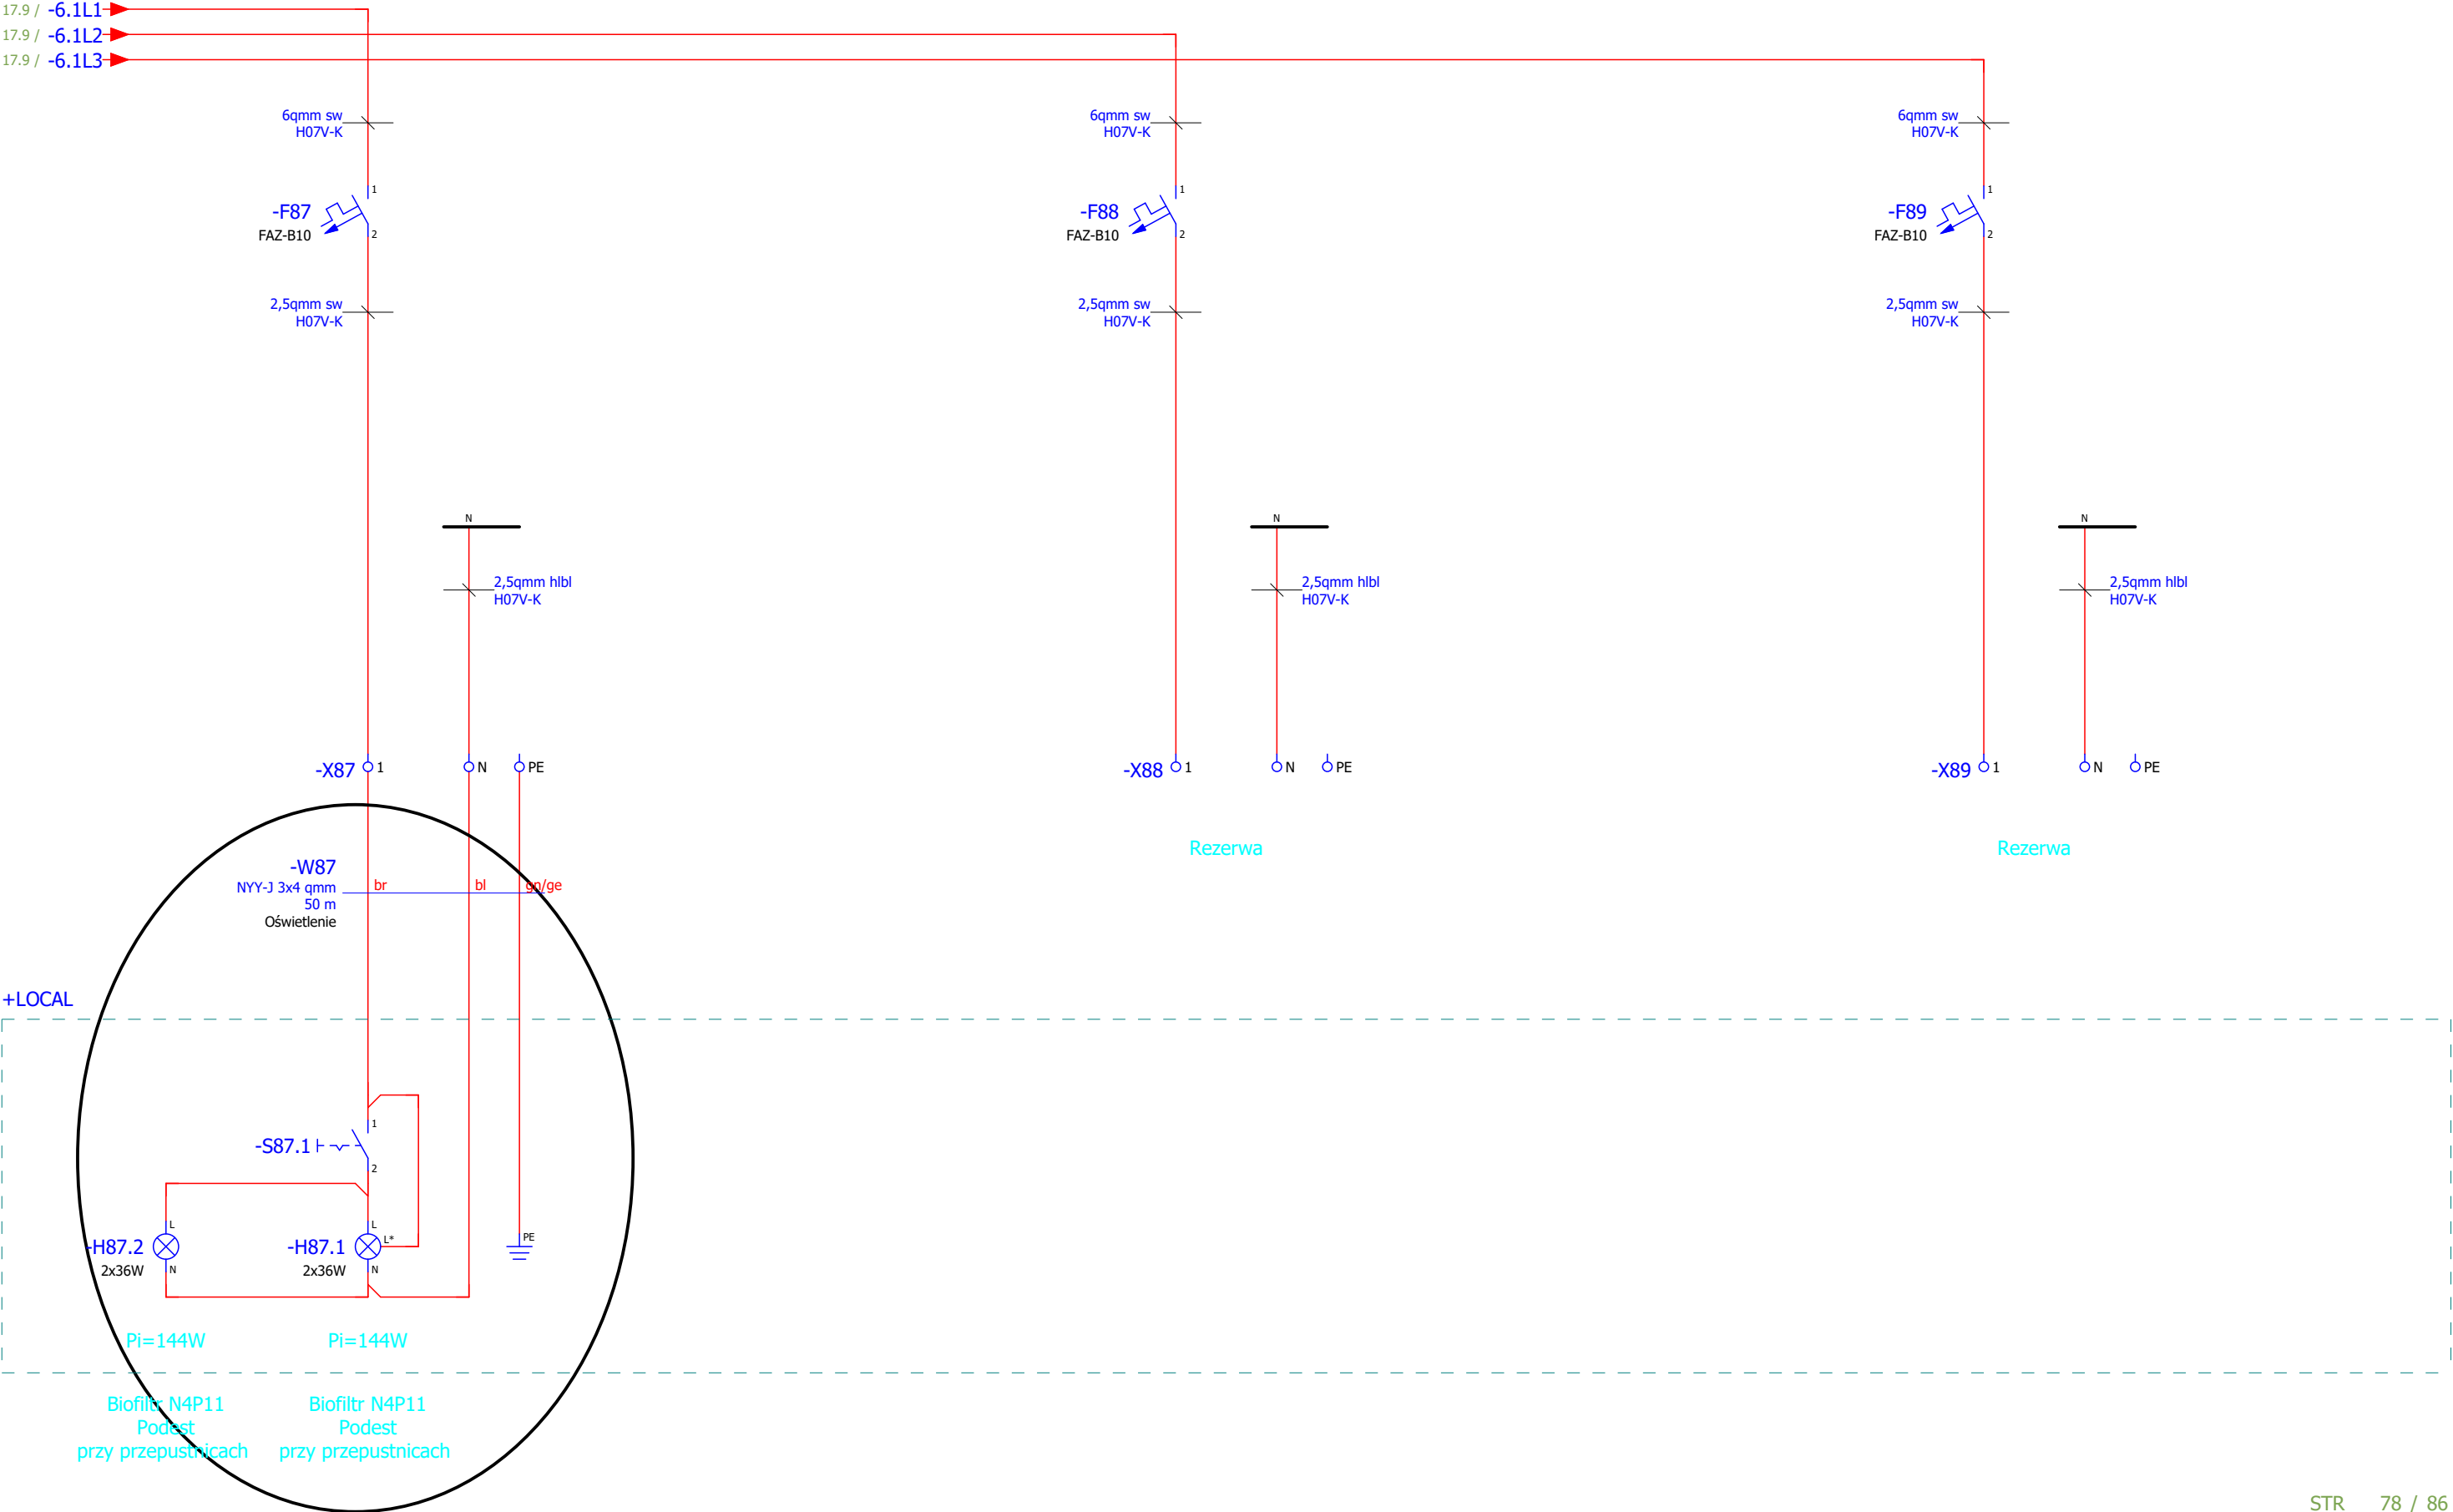 17.9 / -6.1L1
17.9 / -6.1L2
17.9 / -6.1L3
6qmm sw
H07V-K
6qmm sw
H07V-K
6qmm sw
H07V-K
1
-F87
FAZ-B10
2
1
-F88
FAZ-B10
2
1
-F89
FAZ-B10
2
2,5qmm sw
H07V-K
2,5qmm sw
H07V-K
2,5qmm sw
H07V-K
N
N
N
2,5qmm hlbl
H07V-K
2,5qmm hlbl
H07V-K
2,5qmm hlbl
H07V-K
-X87 1 N PE
-X88 1 N PE
-X89 1 N PE
Rezerwa
Rezerwa
-W87
NYY-J 3x4 qmm
50 m
Oświetlenie
br bl gn/ge
+LOCAL
1
-S87.1
2
L
-H87.2
2x36W
N
L
L*
-H87.1
2x36W
N
PE
Pi=144W
Pi=144W
Biofiltr N4P11
Podest
przy przepustnicach
Biofiltr N4P11
Podest
przy przepustnicach
STR 78 / 86